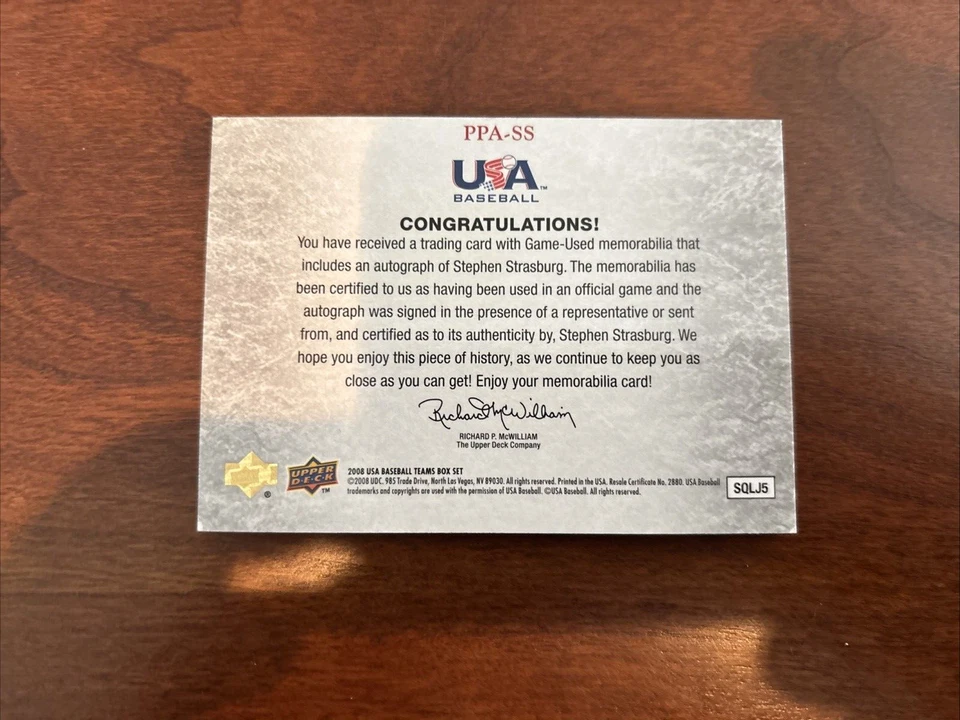 PPA-SS
USA™
BASEBALL
CONGRATULATIONS!
You have received a trading card with Game-Used memorabilia that
includes an autograph of Stephen Strasburg. The memorabilia has
been certified to us as having been used in an official game and the
autograph was signed in the presence of a representative or sent
from, and certified as to its authenticity by, Stephen Strasburg. We
hope you enjoy this piece of history, as we continue to keep you as
close as you can get! Enjoy your memorabilia card!
Richard McWilliam
RICHARD P. McWILLIAM
The Upper Deck Company
®
UPPER
D·E·C·K
™
2008 USA BASEBALL TEAMS BOX SET
©2008 UDC. 985 Trade Drive, North Las Vegas, NV 89030. All rights reserved. Printed in the USA. Resale Certificate No. 2880. USA Baseball
trademarks and copyrights are used with the permission of USA Baseball. ©USA Baseball. All rights reserved.
SQLJ5